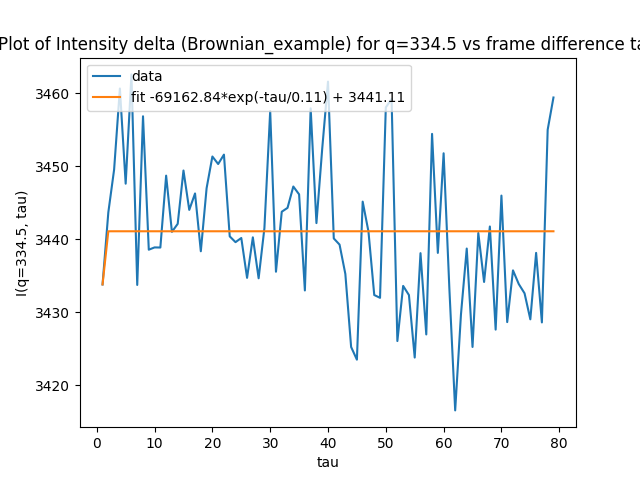 Plot of Intensity delta (Brownian_example) for q=334.5 vs frame difference ta
data
fit -69162.84*exp(-tau/0.11) + 3441.11
3460
3450
3440
3430
3420
I(q=334.5, tau)
0 10 20 30 40 50 60 70 80
tau